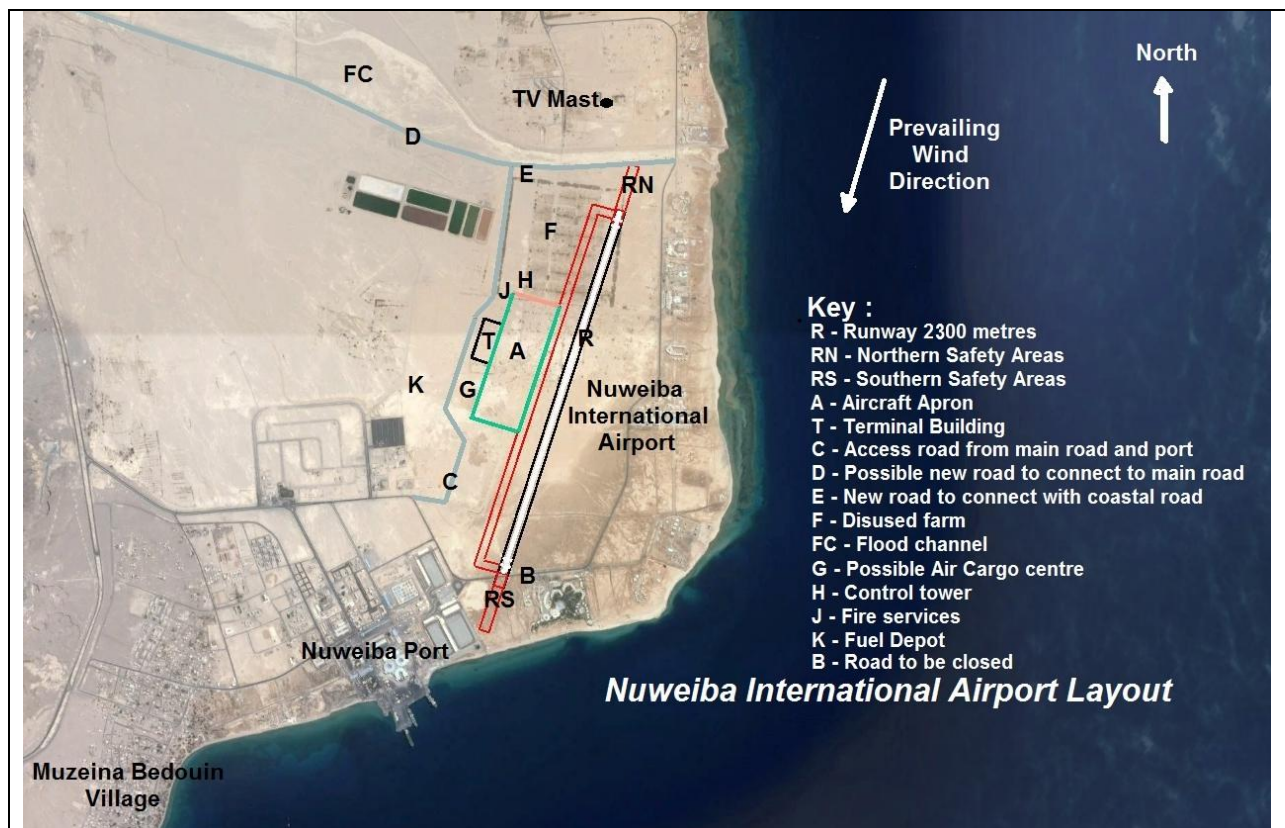 FC
TV Mast
North
D
Prevailing
Wind
Direction
E
RN
F
H
J
T
A
R
K
G
Nuweiba
International
Airport
C
B
RS
Nuweiba Port
Muzeina Bedouin
Village
Key :
R - Runway 2300 metres
RN - Northern Safety Areas
RS - Southern Safety Areas
A - Aircraft Apron
T - Terminal Building
C - Access road from main road and port
D - Possible new road to connect to main road
E - New road to connect with coastal road
F - Disused farm
FC - Flood channel
G - Possible Air Cargo centre
H - Control tower
J - Fire services
K - Fuel Depot
B - Road to be closed
Nuweiba International Airport Layout